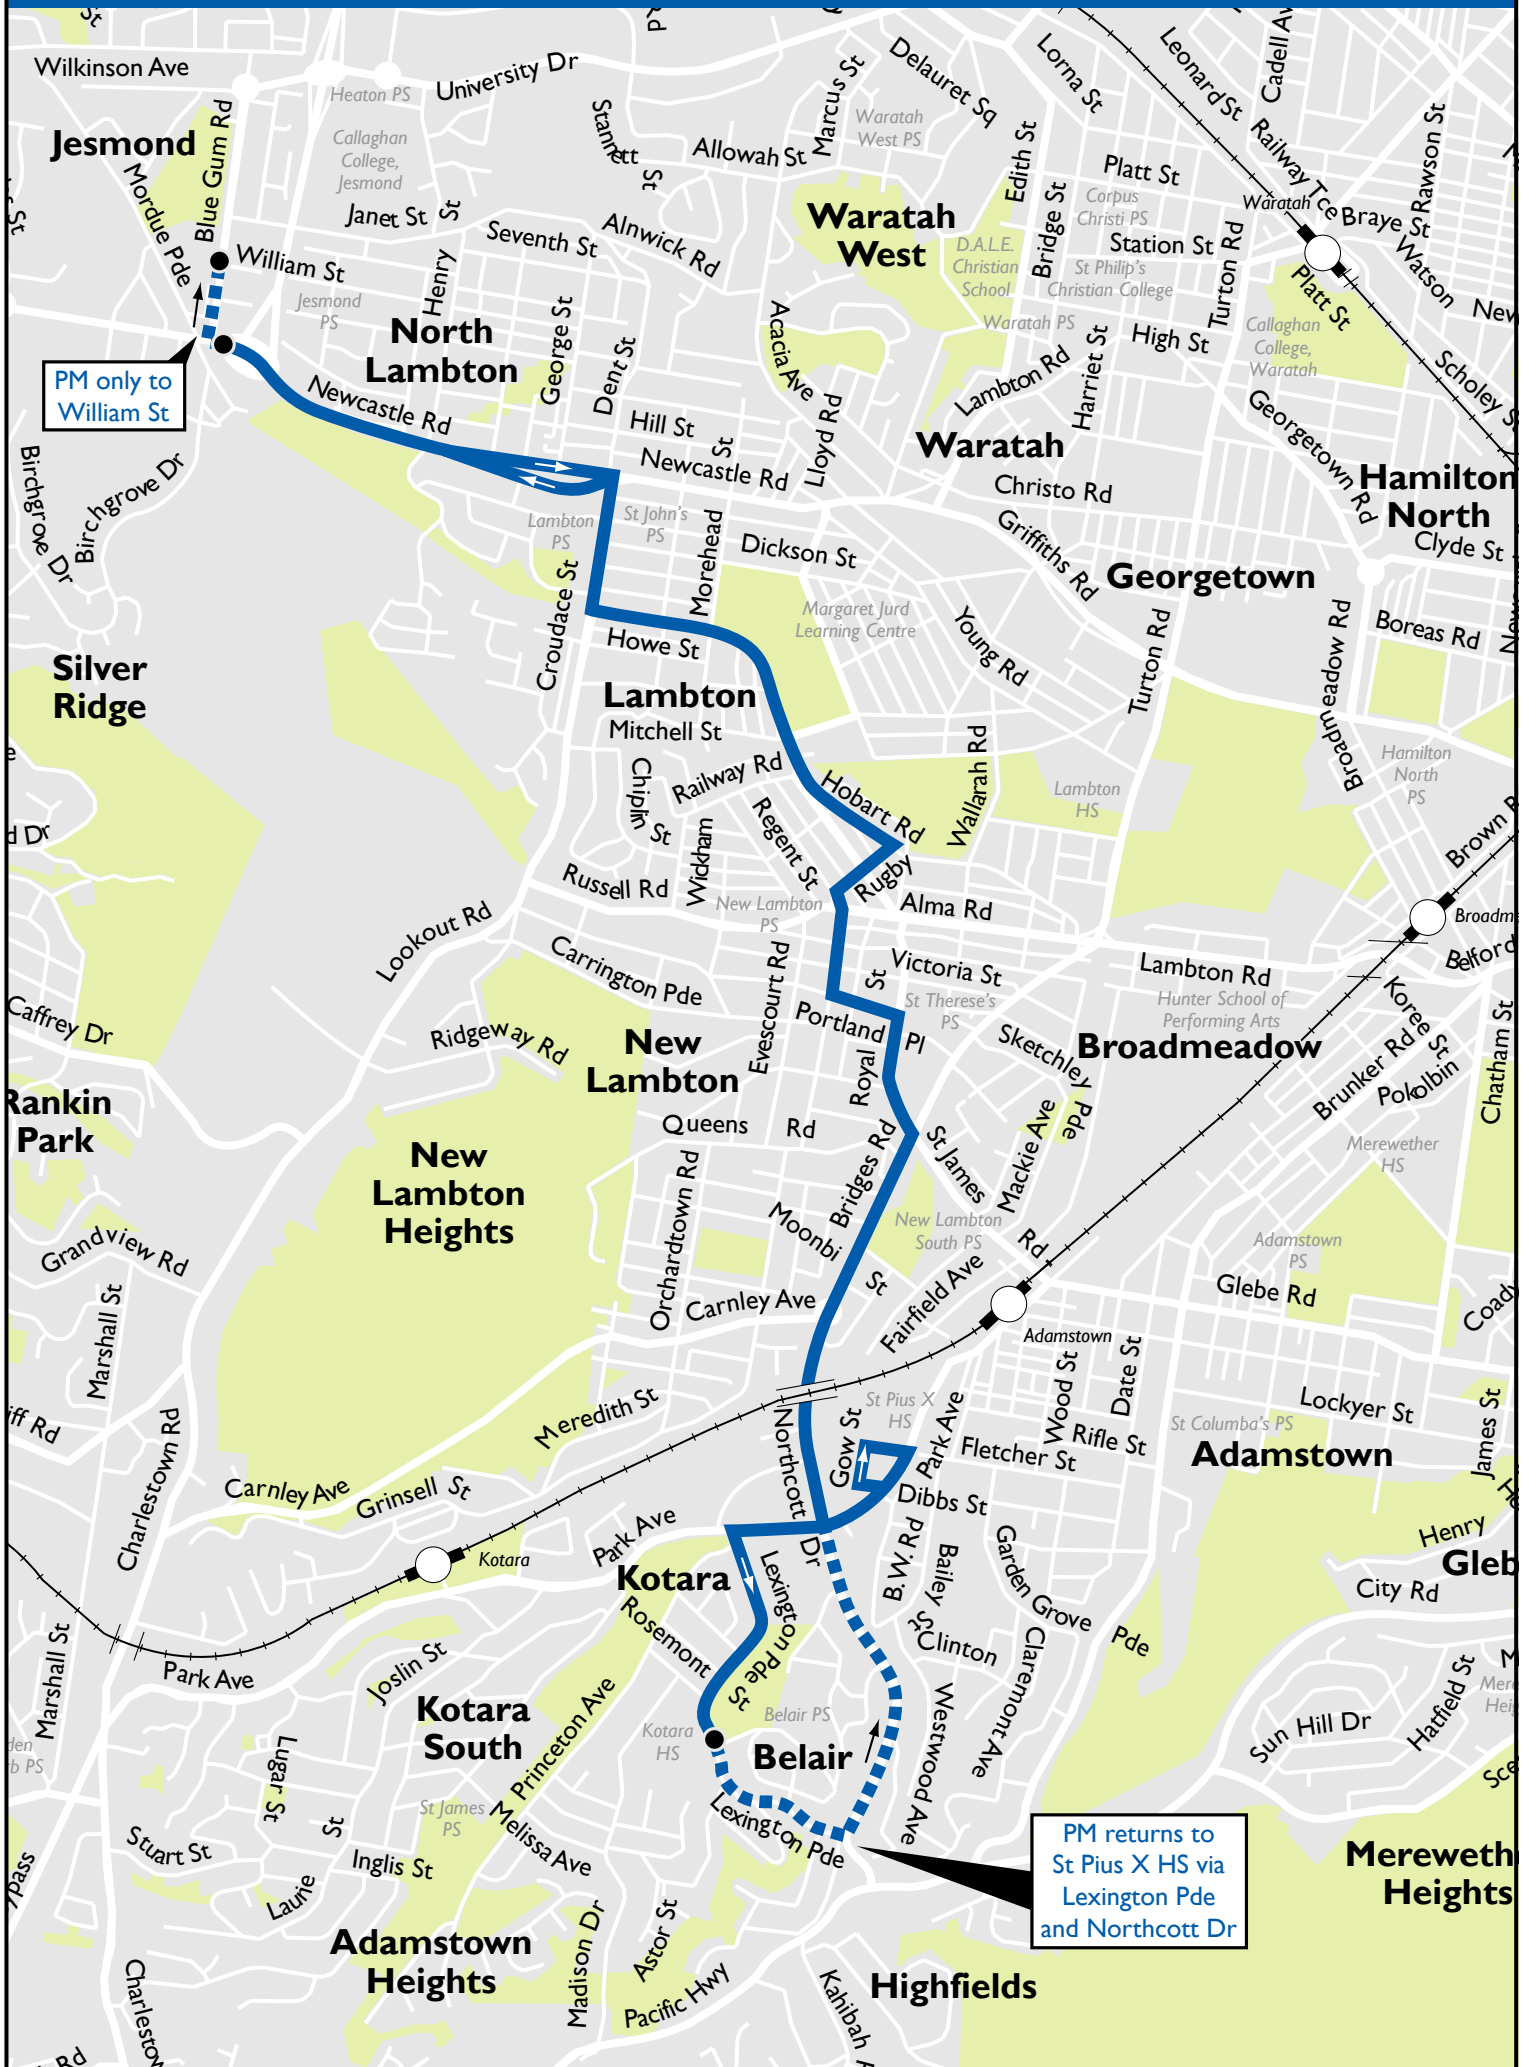 St
Rd
Wilkinson Ave
University Dr
Heaton PS
Delauret Sq
Lorna St
Leonard St
Cadell Av
Marcus St
Jesmond
Blue Gum Rd
Callaghan
College,
Jesmond
Stannett
St
Allowah St
Waratah
West PS
Edith St
Platt St
Railway Tce
Rawson St
Mordue Pde
Janet St
Henry St
Seventh St
Alnwick Rd
Waratah
West
Bridge St
Corpus
Christi PS
Waratah
Braye St
D.A.L.E.
Christian
School
Station St
Turton Rd
Watson
William St
St Philip's
Christian College
Platt St
Jesmond
PS
North
Lambton
George St
Dent St
Acacia Ave
Waratah PS
High St
Callaghan
College,
Waratah
New
PM only to
William St
Newcastle Rd
Lambton Rd
Harriet St
Scholey S
Hill St
St
Lloyd Rd
Waratah
Georgetown Rd
Birchgrove Dr
Birchgrove Dr
Newcastle Rd
Christo Rd
Hamilton
North
Lambton
PS
St John's
PS
Morehead
Dickson St
Griffiths Rd
Clyde St
Georgetown
Croudace St
Margaret Jurd
Learning Centre
Young Rd
Turton Rd
Broadmeadow Rd
Boreas Rd
Silver
Ridge
Howe St
Lambton
Mitchell St
Chiplin St
Railway Rd
Hobart Rd
Wallarah Rd
Lambton
HS
Hamilton
North
PS
d Dr
Wickham
Regent St
Brown R
Russell Rd
Rugby
New Lambton
PS
Alma Rd
Broadm
Lookout Rd
Carrington Pde
Evescourt Rd
St
Victoria St
Lambton Rd
Belford
St Therese's
PS
Hunter School of
Performing Arts
Koree St
Caffrey Dr
Ridgeway Rd
New
Lambton
Portland Pl
Sketchley Pde
Broadmeadow
Brunker Rd
Chatham St
Rankin
Park
Royal
Pokolbin
Queens Rd
Bridges Rd
St James Rd
Mackie Ave
Merewether
HS
New
Lambton
Heights
Orchardtown Rd
Moonbi St
New Lambton
South PS
Adamstown
PS
Grandview Rd
Fairfield Ave
Glebe Rd
Coady
Marshall St
Carnley Ave
Adamstown
Wood St
Date St
iff Rd
Meredith St
Northcott Dr
St Pius X
HS
Gow St
Park Ave
Lockyer St
James St
St Columba's PS
Rifle St
Fletcher St
Adamstown
Charlestown Rd
Carnley Ave
Grinsell St
Dibbs St
Henry
Park Ave
Kotara
Kotara
Lexington Pde
B.W. Rd
Bailey St
Garden Grove Pde
Gleb
City Rd
Rosemont St
Clinton
Claremont Ave
Marshall St
Park Ave
Joslin St
Kotara
South
Princeton Ave
Kotara
HS
Belair PS
Belair
Westwood Ave
Sun Hill Dr
Hatfield St
Mere
Hei
Sce
Lugar St
St
St James
PS
Melissa Ave
Lexington Pde
PM returns to
St Pius X HS via
Lexington Pde
and Northcott Dr
Stuart St
Inglis St
Laurie
Mereweth
Heights
ypass
Adamstown
Heights
Madison Dr
Astor St
Pacific Hwy
Highfields
Kahibah
Charlestow
Rd